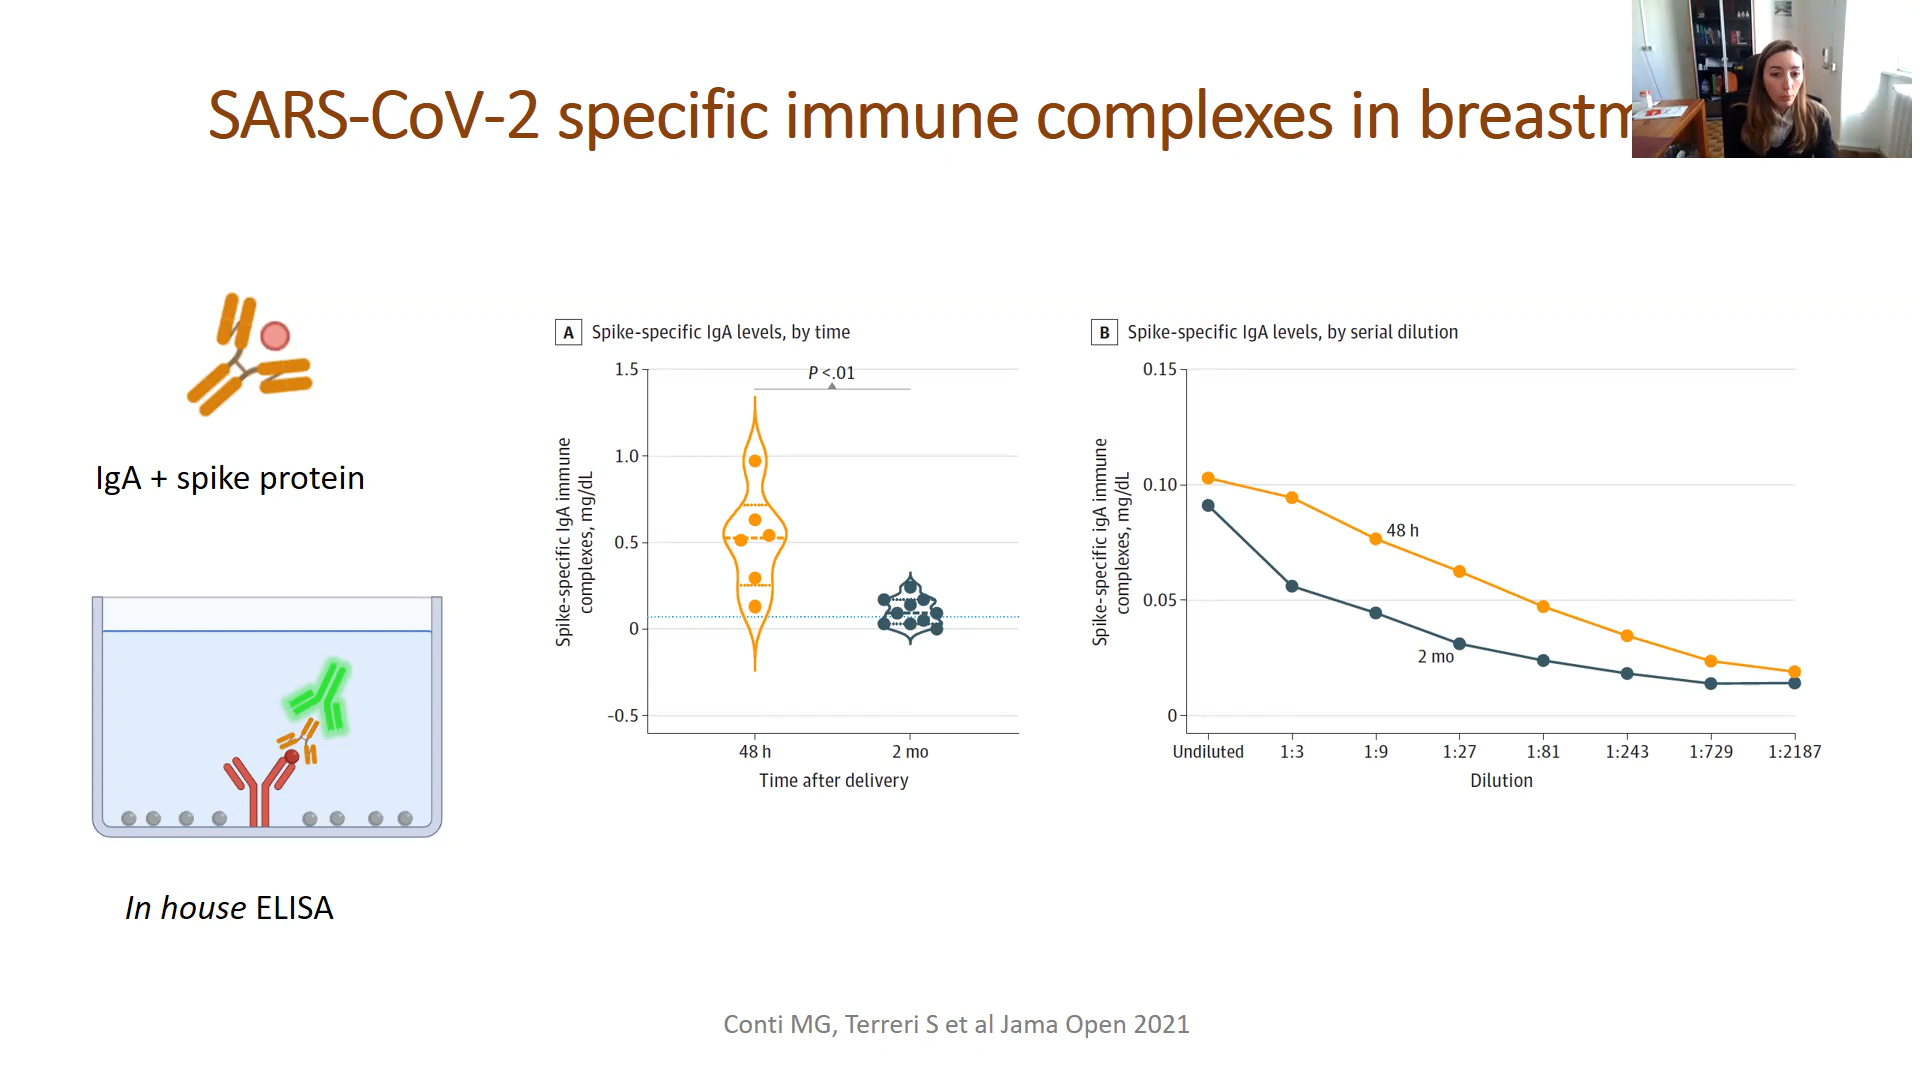 SARS-CoV-2 specific immune complexes in
IgA + spike protein
In house ELISA
A Spike-specific IgA levels, by time
Spike-specific IgA immune
complexes, mg/dL
1.5
1.0
0.5
0
-0.5
P <.01
48 h
2 mo
Time after delivery
B Spike-specific IgA levels, by serial dilution
Spike-specific igA immune
complexes, mg/dL
0.15
0.10
0.05
0
48 h
2 mo
Undiluted
1:3
1:9
1:27
1:81
1:243
1:729
1:2187
Dilution
Conti MG, Terreri S et al Jama Open 2021